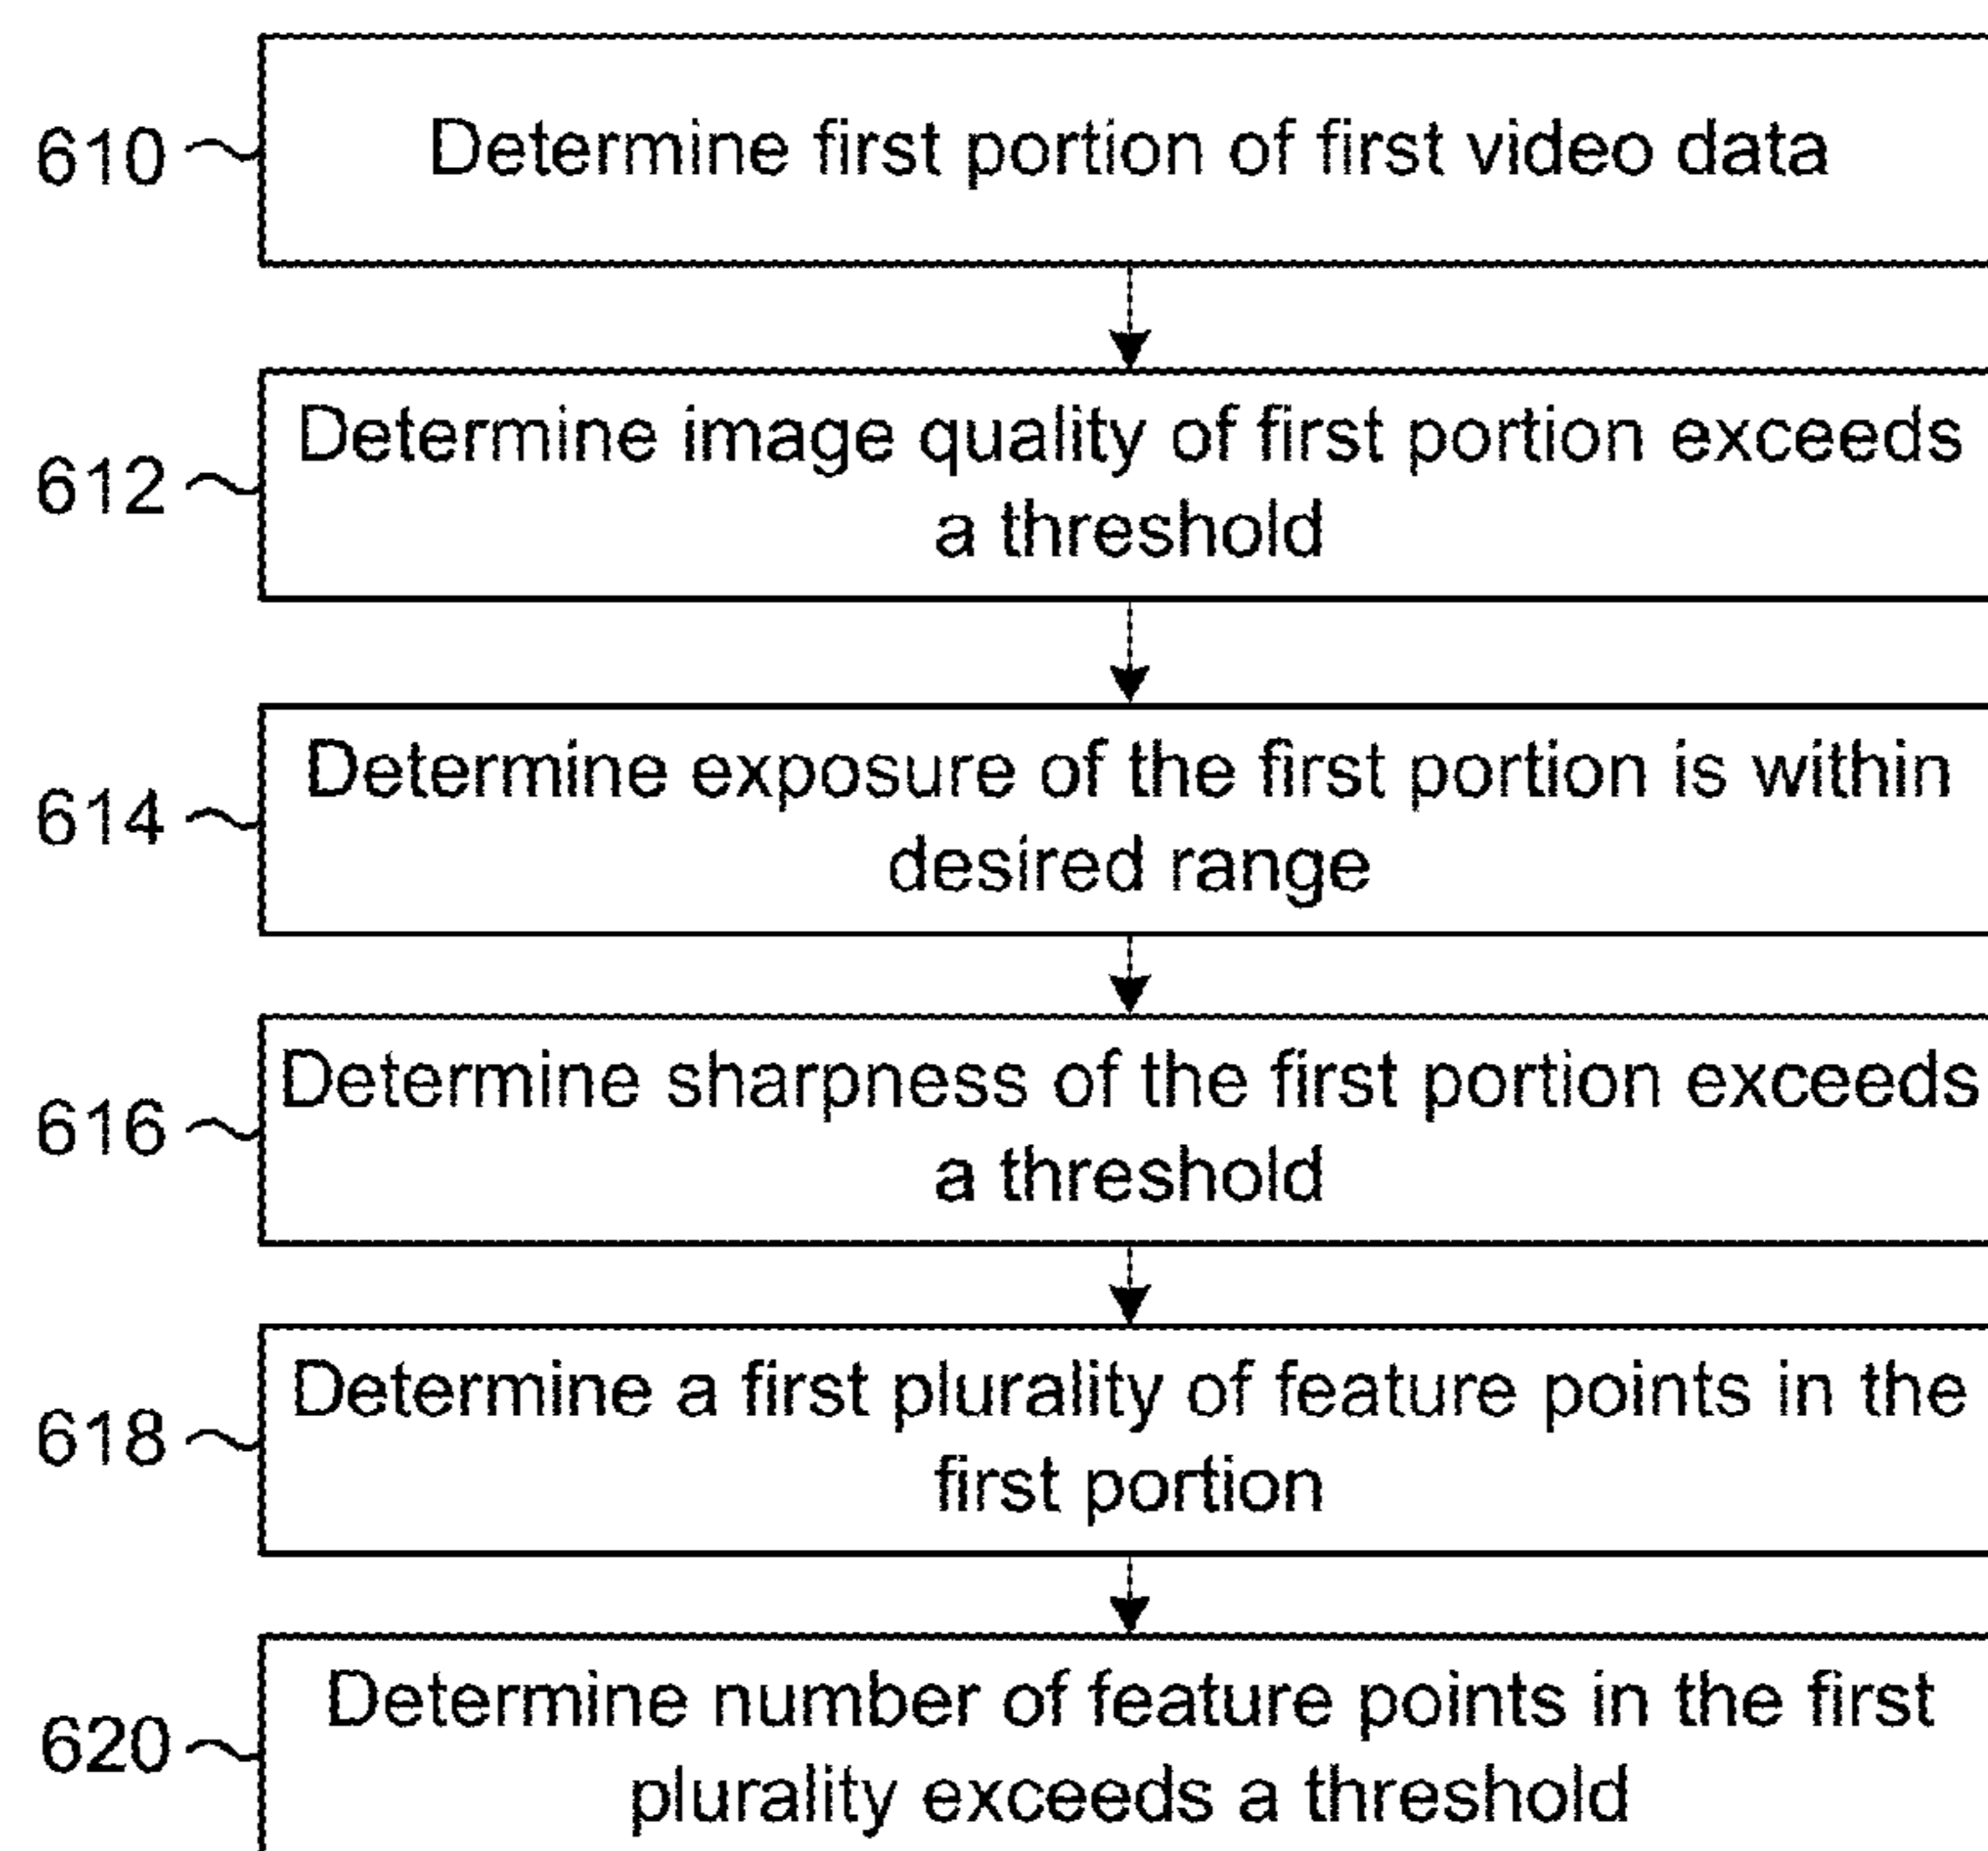 610
Determine first portion of first video data
612
Determine image quality of first portion exceeds
a threshold
614
Determine exposure of the first portion is within
desired range
616
Determine sharpness of the first portion exceeds
a threshold
618
Determine a first plurality of feature points in the
first portion
620
Determine number of feature points in the first
plurality exceeds a threshold